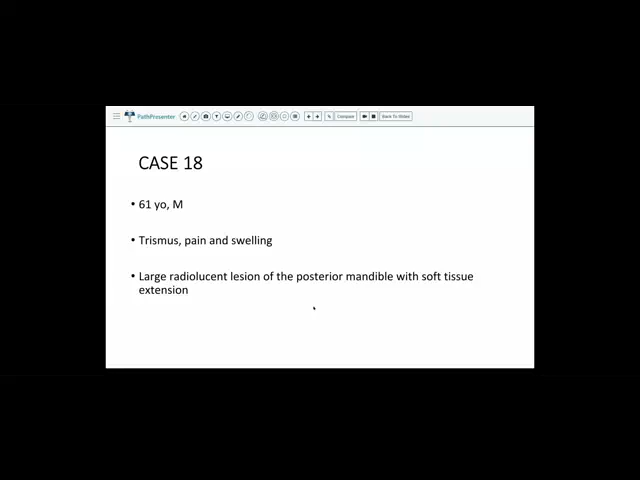 PathPresenter
Compare
Back To Slides
CASE 18
• 61 yo, M
• Trismus, pain and swelling
• Large radiolucent lesion of the posterior mandible with soft tissue
extension